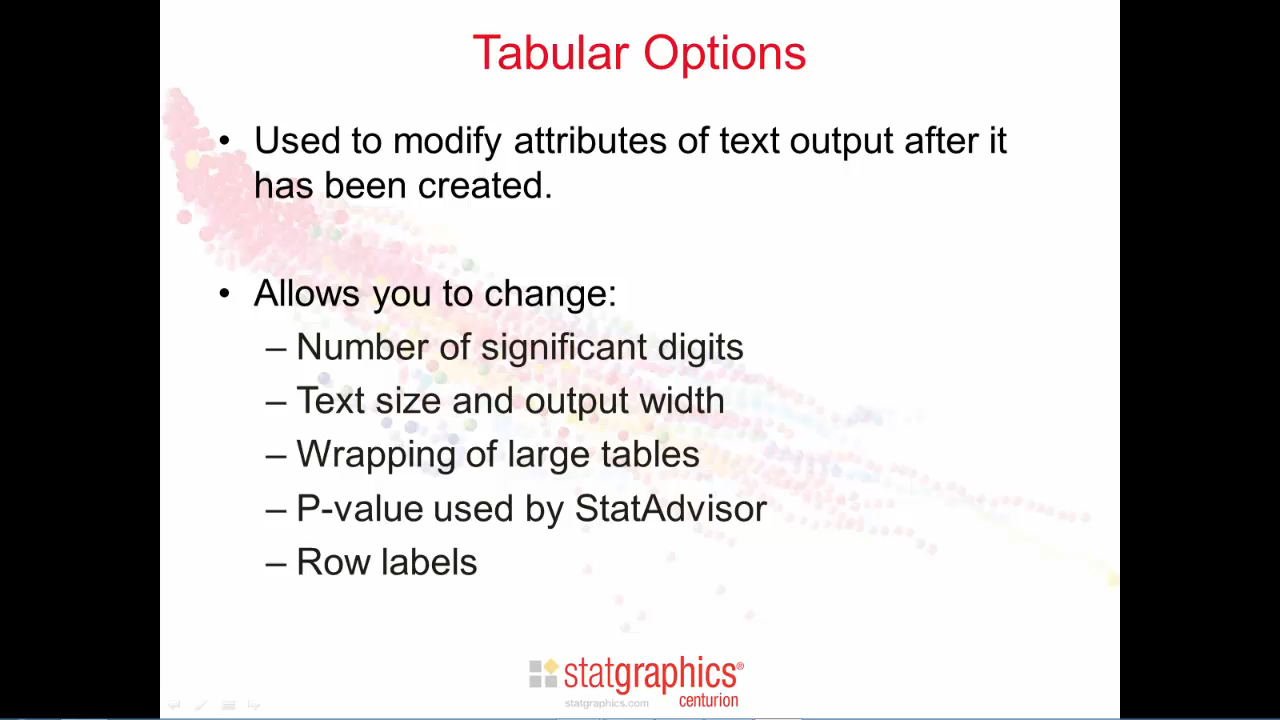 Tabular Options
• Used to modify attributes of text output after it
has been created.
• Allows you to change:
– Number of significant digits
– Text size and output width
– Wrapping of large tables
– P-value used by StatAdvisor
– Row labels
statgraphics®
centurion
statgraphics.com